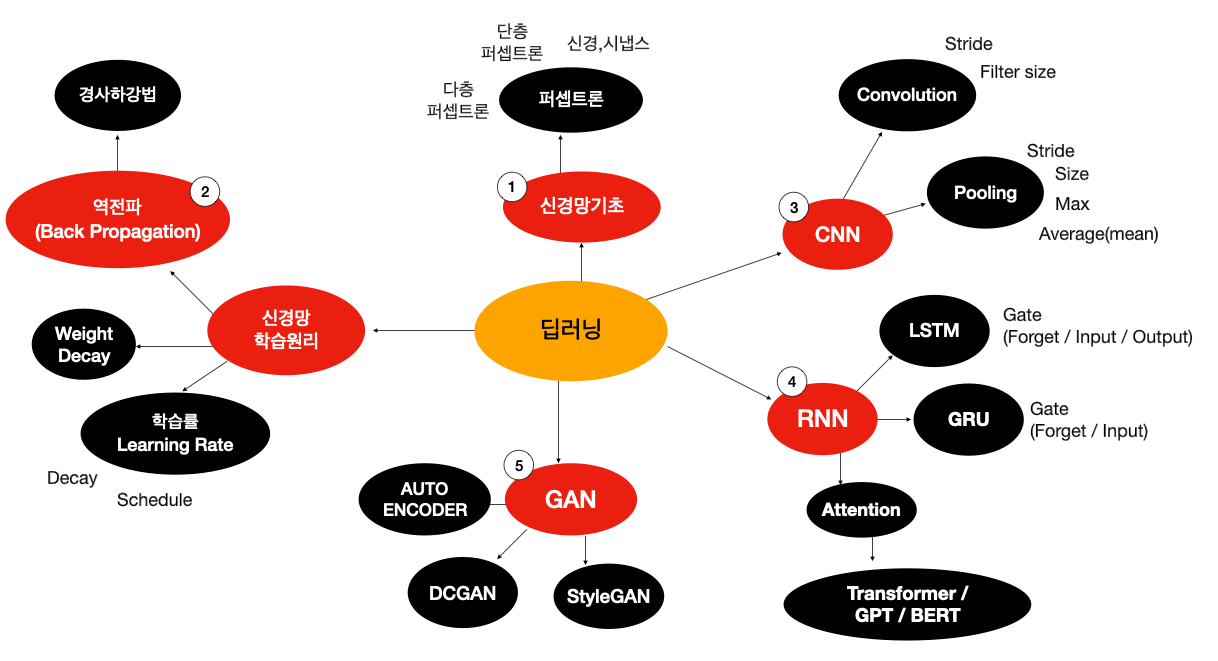 단층
퍼셉트론
신경,시냅스
다층
퍼셉트론
퍼셉트론
1
신경망기초
경사하강법
2
역전파
(Back Propagation)
신경망
학습원리
Weight
Decay
학습률
Learning Rate
Decay
Schedule
딥러닝
Stride
Filter size
Convolution
Stride
Size
Max
Average(mean)
Pooling
3
CNN
LSTM
Gate
(Forget / Input / Output)
4
RNN
GRU
Gate
(Forget / Input)
Attention
Transformer /
GPT / BERT
5
GAN
AUTO
ENCODER
DCGAN
StyleGAN